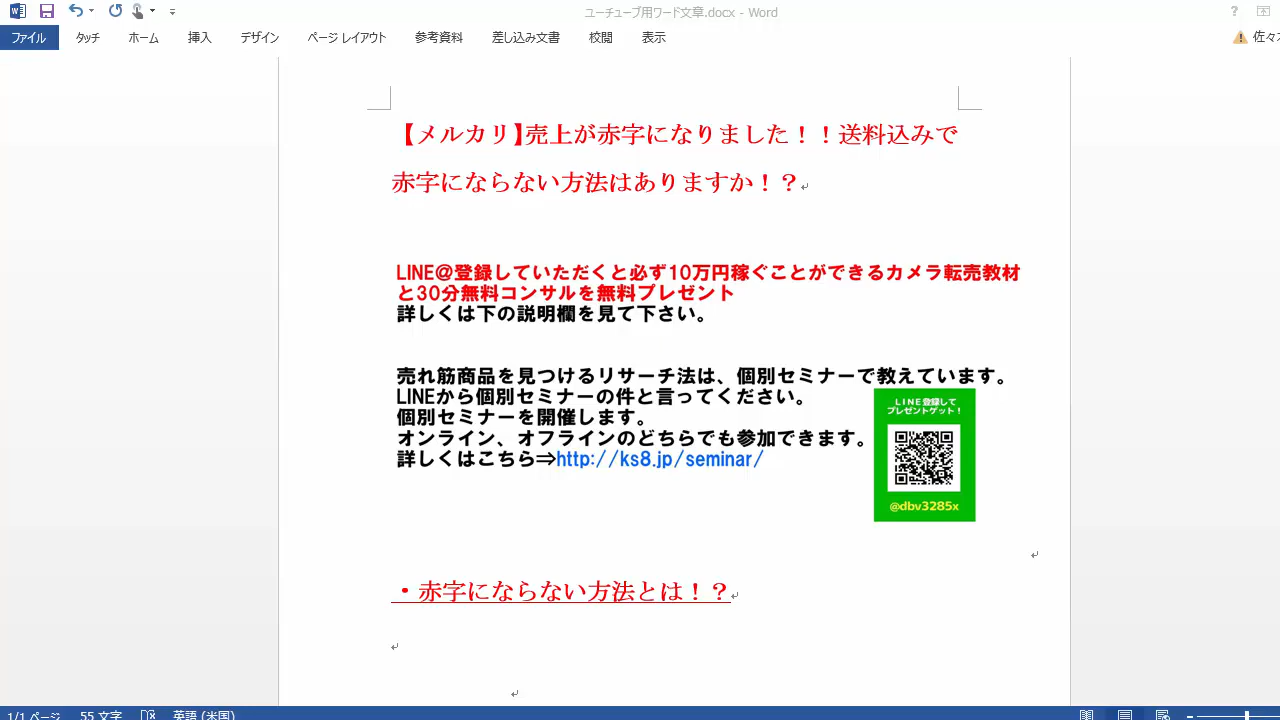 ユーチューブ用ワード文章.docx - Word
ファイル タッチ ホーム 挿入 デザイン ページ レイアウト 参考資料 差し込み文書 校閲 表示
【メルカリ】売上が赤字になりました！！送料込みで
赤字にならない方法はありますか！？
LINE@登録していただくと必ず10万円稼ぐことができるカメラ転売教材
と30分無料コンサルを無料プレゼント
詳しくは下の説明欄を見て下さい。
売れ筋商品を見つけるリサーチ法は、個別セミナーで教えています。
LINEから個別セミナーの件と言ってください。
個別セミナーを開催します。
オンライン、オフラインのどちらでも参加できます。
詳しくはこちら⇒http://ks8.jp/seminar/
LINE登録して
プレゼントゲット！
@dbv3285x
・赤字にならない方法とは！？
1/1 ページ 55 文字 英語 (米国)